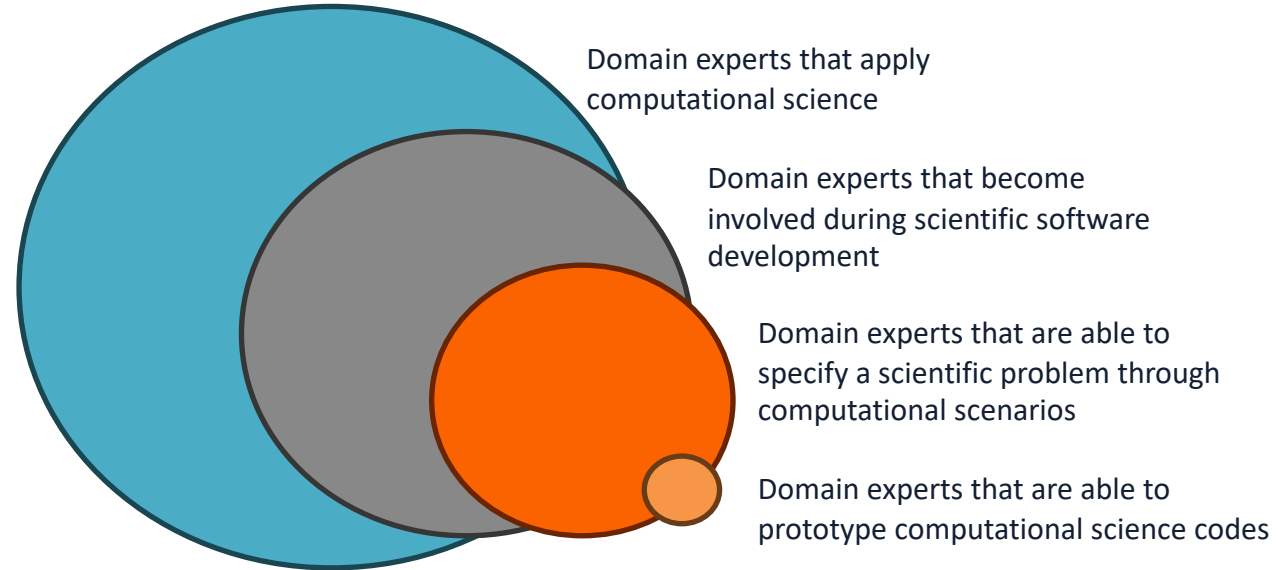 Domain experts that apply
computational science
Domain experts that become
involved during scientific software
development
Domain experts that are able to
specify a scientific problem through
computational scenarios
Domain experts that are able to
prototype computational science codes